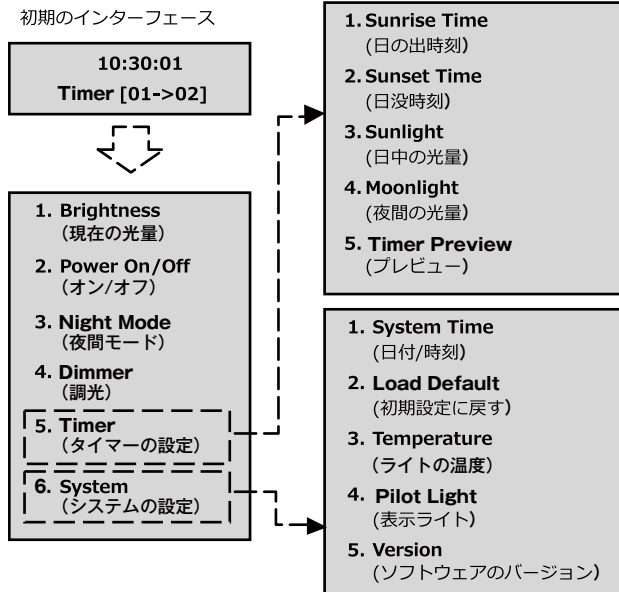 初期のインターフェース
10:30:01
Timer [01->02]
1. Brightness
（現在の光量）
2. Power On/Off
（オン/オフ）
3. Night Mode
（夜間モード）
4. Dimmer
（調光）
5. Timer
（タイマーの設定）
6. System
（システムの設定）
1. Sunrise Time
(日の出時刻)
2. Sunset Time
(日没時刻)
3. Sunlight
(日中の光量)
4. Moonlight
(夜間の光量)
5. Timer Preview
(プレビュー)
1. System Time
(日付/時刻)
2. Load Default
(初期設定に戻す)
3. Temperature
(ライトの温度)
4. Pilot Light
(表示ライト)
5. Version
(ソフトウェアのバージョン)